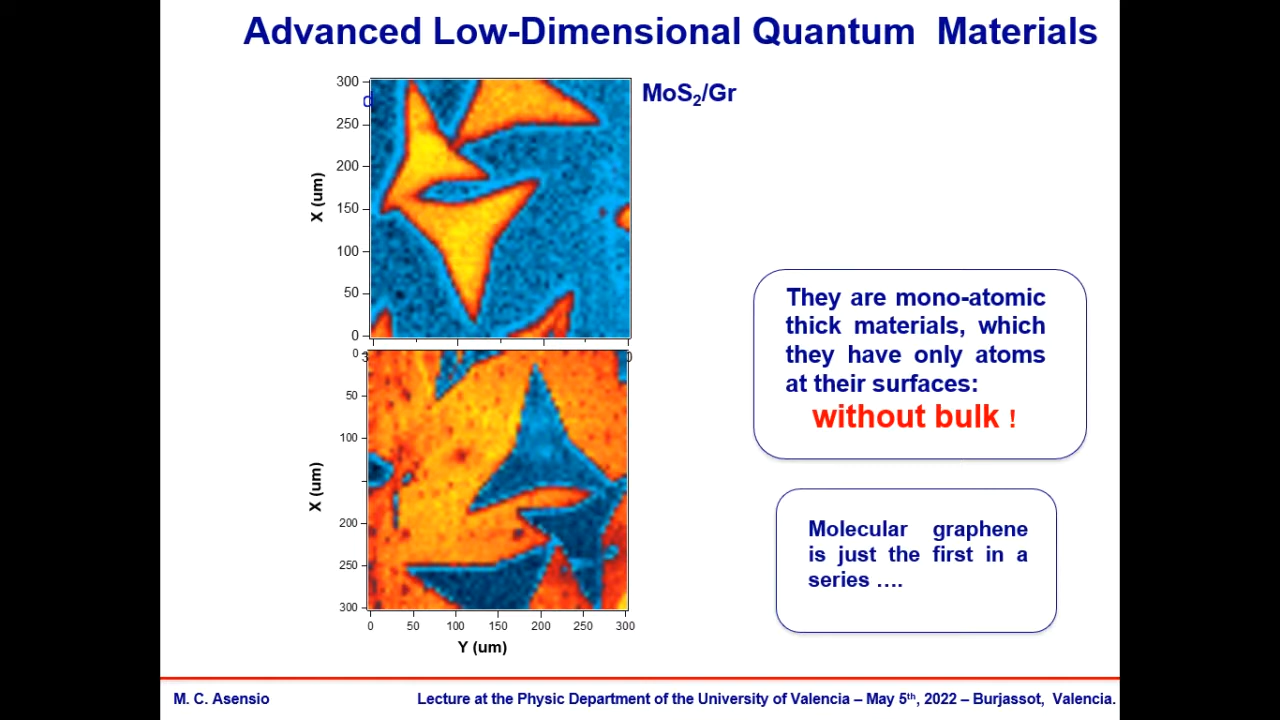 Advanced Low-Dimensional Quantum Materials
MoS₂/Gr
d
300
250
200
150
100
50
0
X (um)
3
0
0
50
100
200
250
300
X (um)
0 50 100 150 200 250 300
Y (um)
They are mono-atomic
thick materials, which
they have only atoms
at their surfaces:
without bulk !
Molecular graphene
is just the first in a
series ….
M. C. Asensio
Lecture at the Physic Department of the University of Valencia – May 5th, 2022 – Burjassot, Valencia.